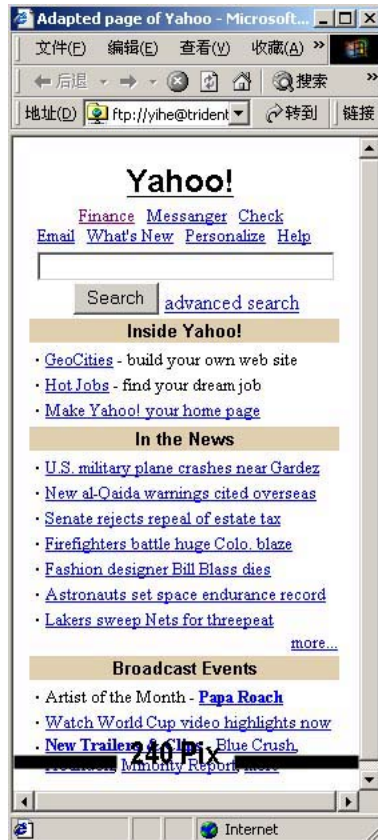 Adapted page of Yahoo - Microsoft...
文件(F) 编辑(E) 查看(V) 收藏(A) »
后退 搜索 »
地址(D) ftp://yihe@trident 转到 链接
Yahoo!
Finance Messanger Check
Email What's New Personalize Help
Search advanced search
Inside Yahoo!
· GeoCities - build your own web site
· Hot Jobs - find your dream job
· Make Yahoo! your home page
In the News
· U.S. military plane crashes near Gardez
· New al-Qaida warnings cited overseas
· Senate rejects repeal of estate tax
· Firefighters battle huge Colo. blaze
· Fashion designer Bill Blass dies
· Astronauts set space endurance record
· Lakers sweep Nets for threepeat
more...
Broadcast Events
· Artist of the Month - Papa Roach
· Watch World Cup video highlights now
· New Trailers & Clips - Blue Crush,
Minority Report, more
240 Pix
Internet